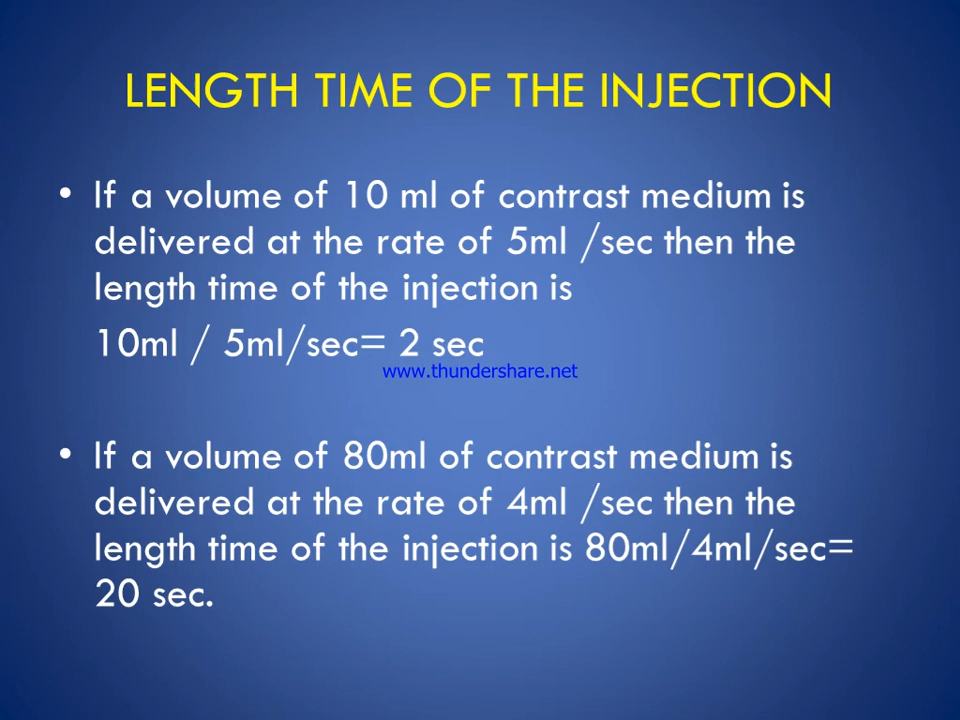 LENGTH TIME OF THE INJECTION
• If a volume of 10 ml of contrast medium is
delivered at the rate of 5ml /sec then the
length time of the injection is
10ml / 5ml/sec= 2 sec
www.thundershare.net
• If a volume of 80ml of contrast medium is
delivered at the rate of 4ml /sec then the
length time of the injection is 80ml/4ml/sec=
20 sec.